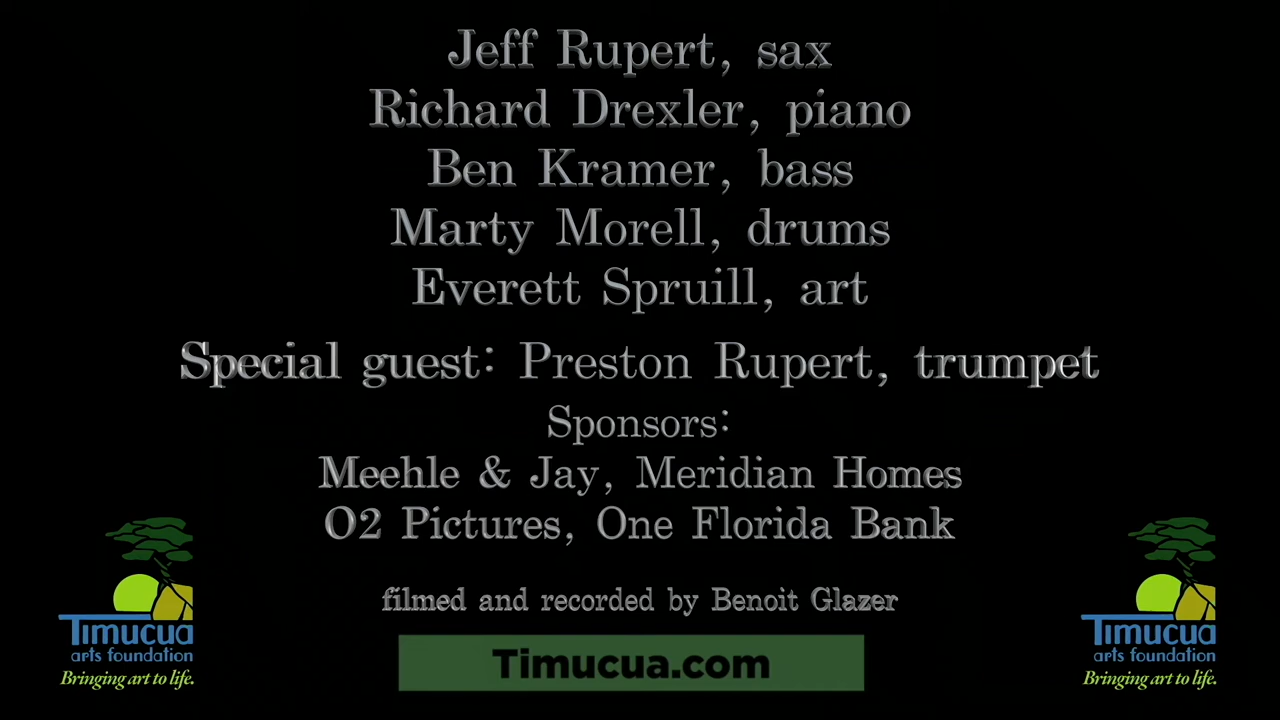 Jeff Rupert, sax
Richard Drexler, piano
Ben Kramer, bass
Marty Morell, drums
Everett Spruill, art
Special guest: Preston Rupert, trumpet
Sponsors:
Meehle & Jay, Meridian Homes
O2 Pictures, One Florida Bank
filmed and recorded by Benoit Glazer
Timucua.com
Timucua
arts foundation
Bringing art to life.
Timucua
arts foundation
Bringing art to life.